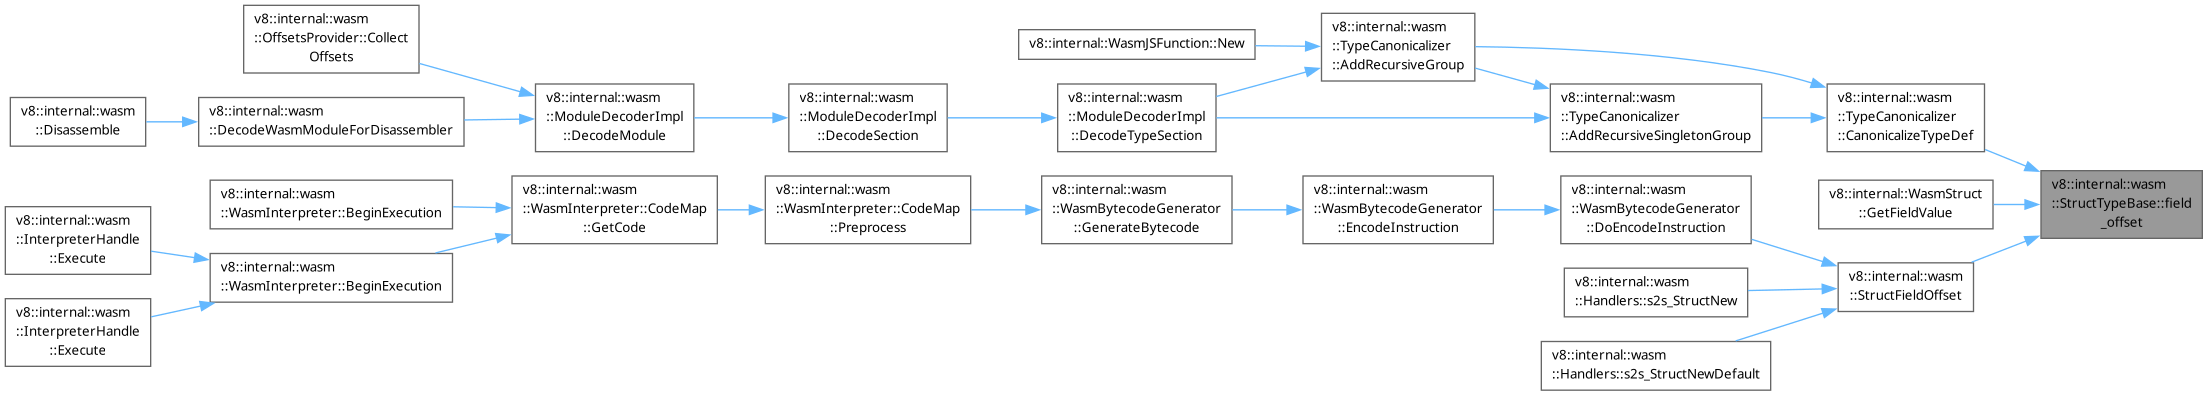 v8::internal::wasm
::OffsetsProvider::Collect
Offsets
v8::internal::WasmJSFunction::New
v8::internal::wasm
::TypeCanonicalizer
::AddRecursiveGroup
v8::internal::wasm
::Disassemble
v8::internal::wasm
::DecodeWasmModuleForDisassembler
v8::internal::wasm
::ModuleDecoderImpl
::DecodeModule
v8::internal::wasm
::ModuleDecoderImpl
::DecodeSection
v8::internal::wasm
::ModuleDecoderImpl
::DecodeTypeSection
v8::internal::wasm
::TypeCanonicalizer
::AddRecursiveSingletonGroup
v8::internal::wasm
::TypeCanonicalizer
::CanonicalizeTypeDef
v8::internal::wasm
::WasmInterpreter::BeginExecution
v8::internal::wasm
::WasmInterpreter::CodeMap
::GetCode
v8::internal::wasm
::WasmInterpreter::CodeMap
::Preprocess
v8::internal::wasm
::WasmBytecodeGenerator
::GenerateBytecode
v8::internal::wasm
::WasmBytecodeGenerator
::EncodeInstruction
v8::internal::wasm
::WasmBytecodeGenerator
::DoEncodeInstruction
v8::internal::WasmStruct
::GetFieldValue
v8::internal::wasm
::StructTypeBase::field
_offset
v8::internal::wasm
::InterpreterHandle
::Execute
v8::internal::wasm
::WasmInterpreter::BeginExecution
v8::internal::wasm
::Handlers::s2s_StructNew
v8::internal::wasm
::StructFieldOffset
v8::internal::wasm
::InterpreterHandle
::Execute
v8::internal::wasm
::Handlers::s2s_StructNewDefault